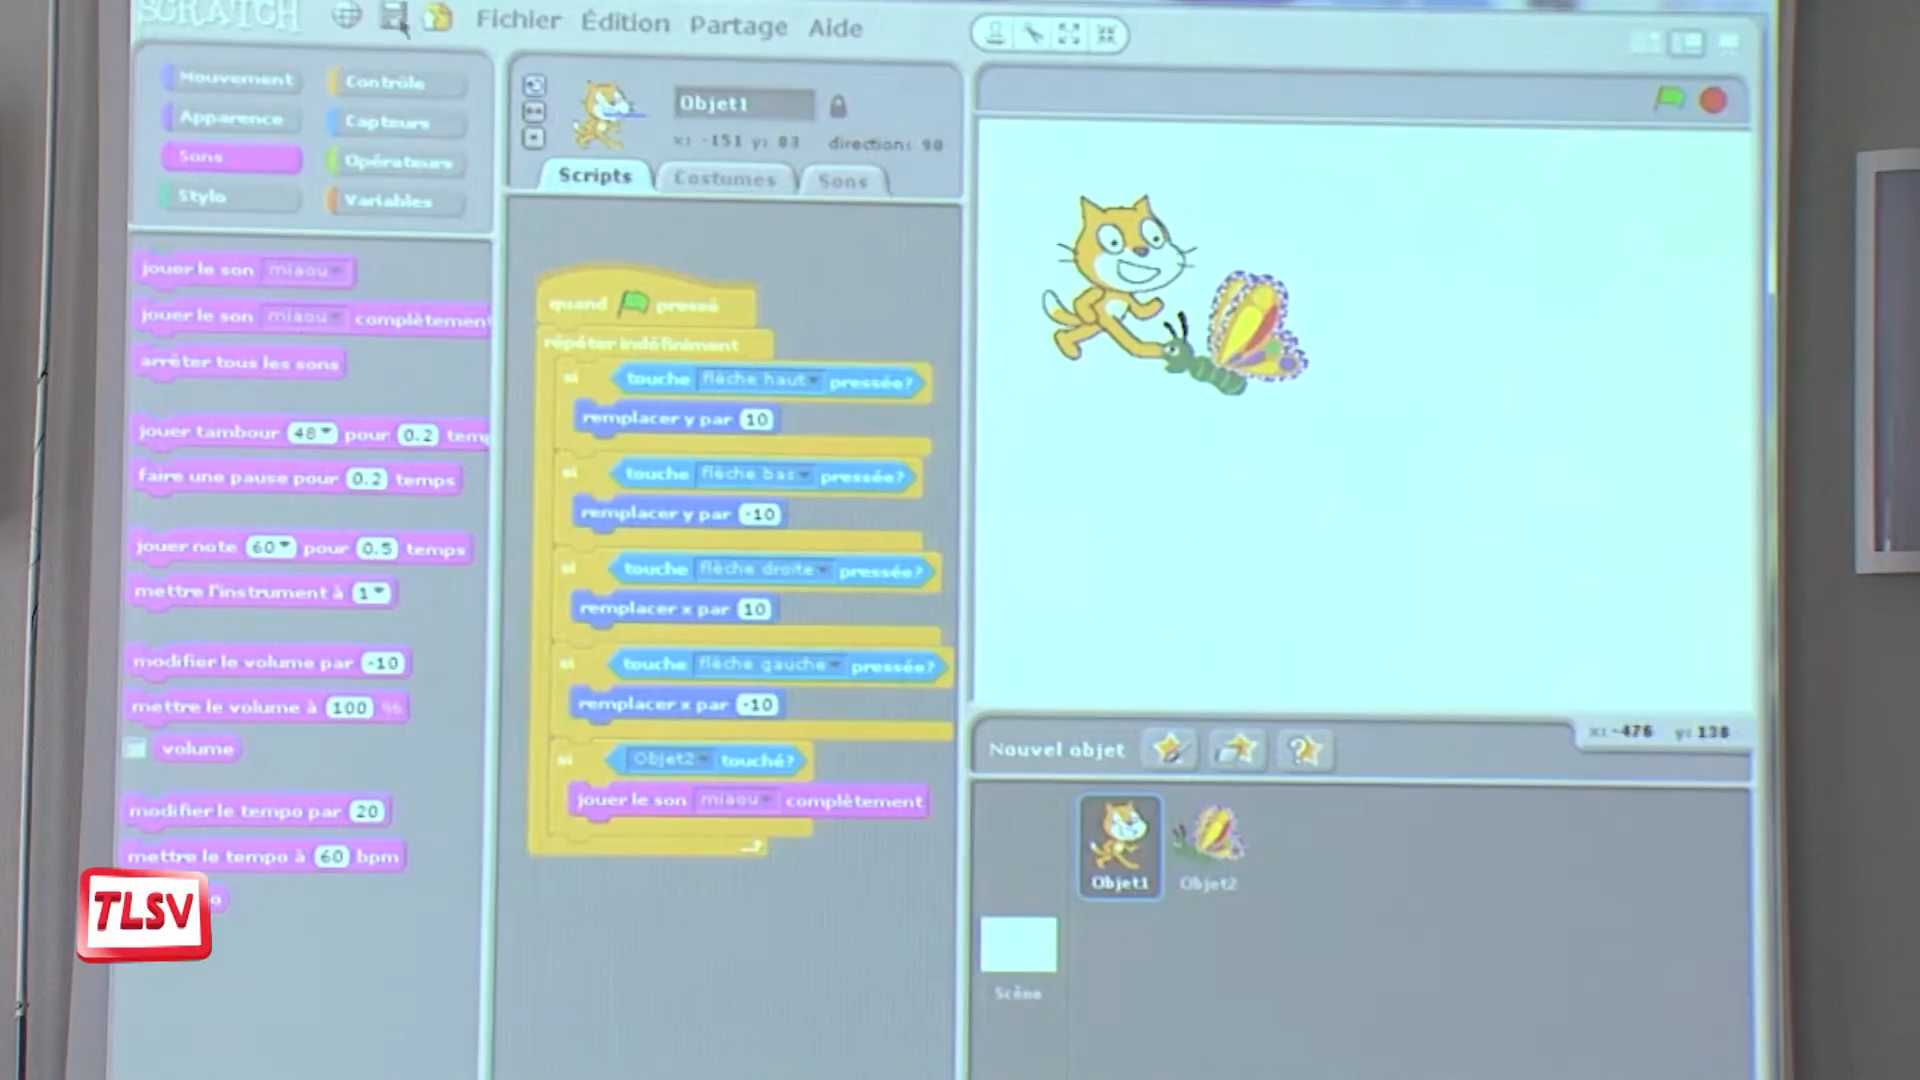 SCRATCH
Fichier Édition Partage Aide
Mouvement Contrôle
Apparence Capteurs
Sons Opérateurs
Stylo Variables
jouer le son miaou
jouer le son miaou complètement
arrêter tous les sons
jouer tambour 48 pour 0.2 temp
faire une pause pour 0.2 temps
jouer note 60 pour 0.5 temps
mettre l'instrument à 1
modifier le volume par -10
mettre le volume à 100 %
volume
modifier le tempo par 20
mettre le tempo à 60 bpm
o
TLSV
Objet1
x: -151 y: 83 direction: 90
Scripts Costumes Sons
quand pressé
répéter indéfiniment
si touche flèche haut pressée?
remplacer y par 10
si touche flèche bas pressée?
remplacer y par -10
si touche flèche droite pressée?
remplacer x par 10
si touche flèche gauche pressée?
remplacer x par -10
si Objet2 touché?
jouer le son miaou complètement
x: -476 y: 138
Nouvel objet
Objet1 Objet2
Scène